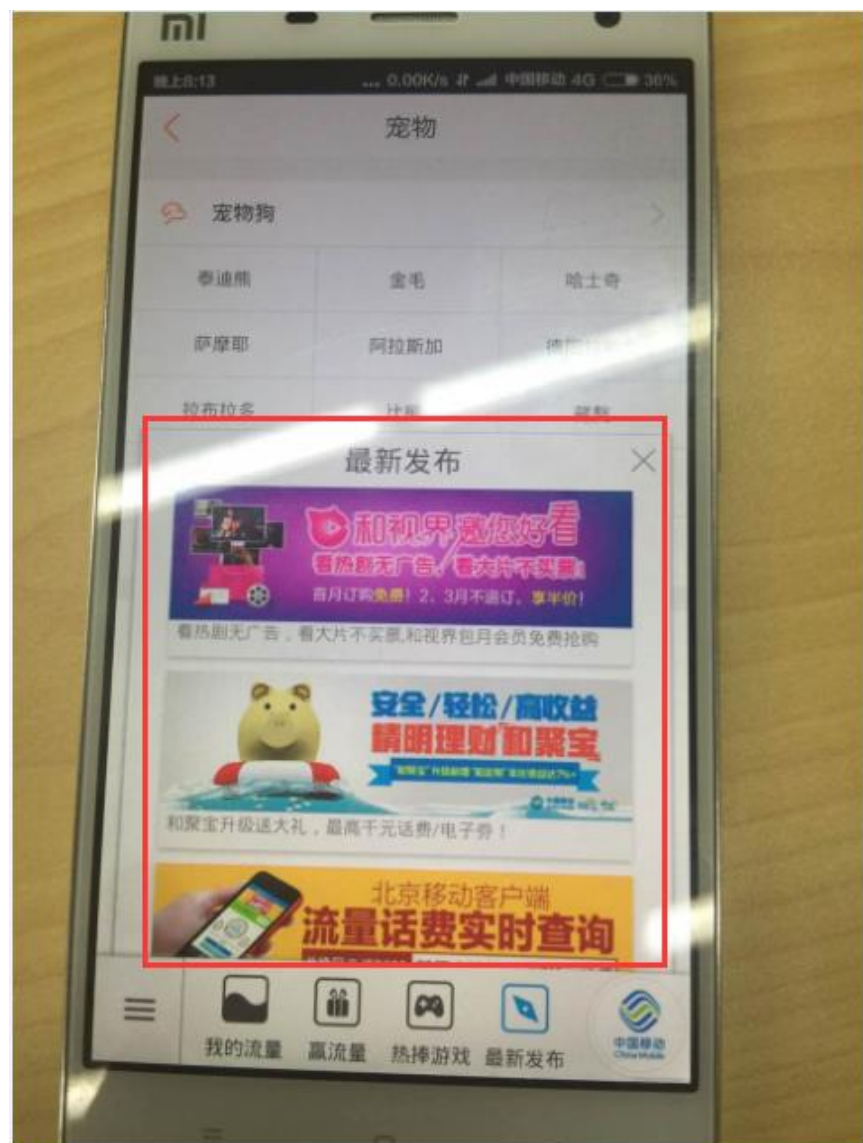 mi
晚上8:13 ... 0.00K/s 中国移动 4G 36%
宠物
宠物狗
泰迪熊 金毛 哈士奇
萨摩耶 阿拉斯加
拉布拉多 比熊 藏獒
最新发布
和视界邀您好看
看热剧无广告,看大片不买票!
首月订购免费!2、3月不退订,享半价!
看热剧无广告,看大片不买票,和视界包月会员免费抢购
安全/轻松/高收益
精明理财 和聚宝
和聚宝升级送大礼,最高千元话费/电子券!
北京移动客户端
流量话费实时查询
我的流量 赢流量 热捧游戏 最新发布
中国移动
China Mobile